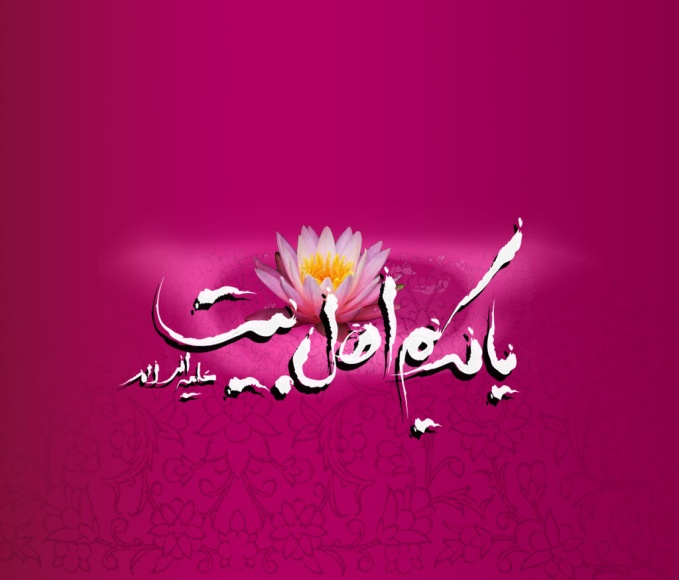 یا کریم اهل بیت
علیه السلام